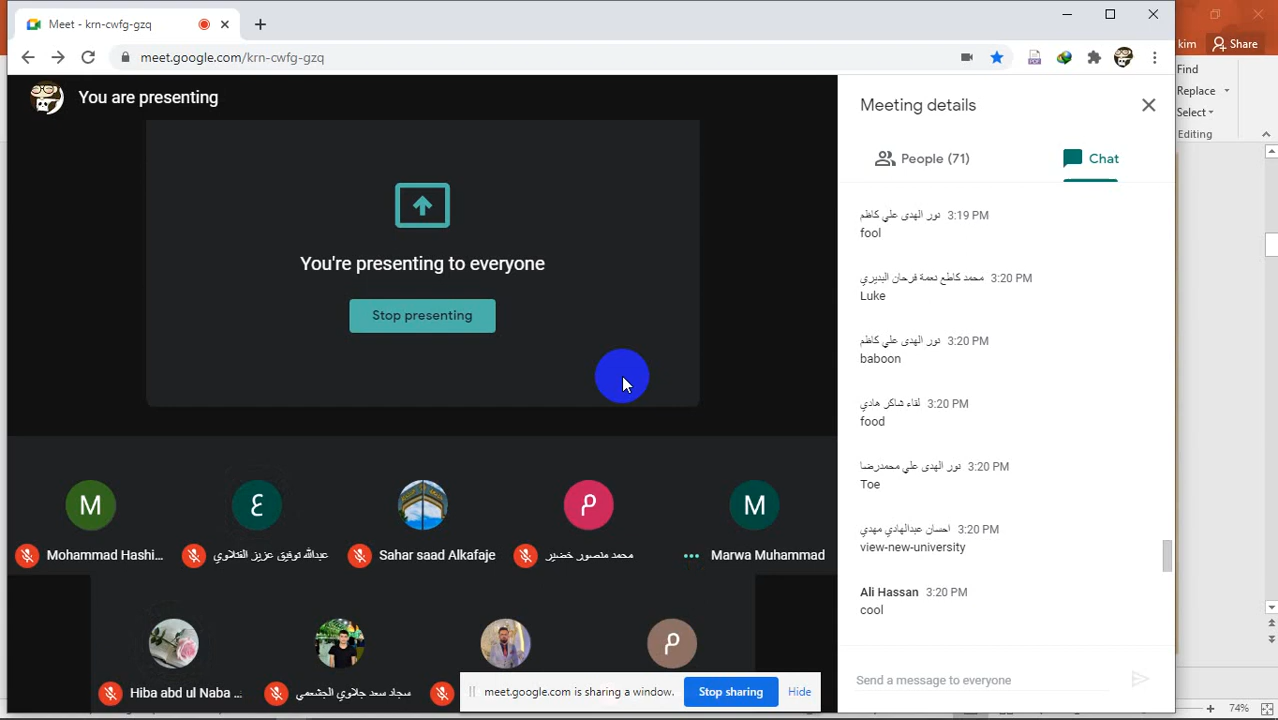 Meet - krn-cwfg-gzq
kim
Share
meet.google.com/krn-cwfg-gzq
Find
Replace
Select
Editing
You are presenting
You're presenting to everyone
Stop presenting
Meeting details
People (71)
Chat
نور الهدى علي كاظم 3:19 PM
fool
محمد كاطع نعمة فرحان البديري 3:20 PM
Luke
نور الهدى علي كاظم 3:20 PM
baboon
لقاء شاكر هادي 3:20 PM
food
نور الهدى علي محمدرضا 3:20 PM
Toe
احسان عبدالهادي مهدي 3:20 PM
view-new-university
Ali Hassan 3:20 PM
cool
Send a message to everyone
M
ع
م
M
Mohammad Hashi...
عبدالله توفيق عزيز الفتلاوي
Sahar saad Alkafaje
محمد منصور خضير
Marwa Muhammad
م
Hiba abd ul Naba ...
سجاد سعد جلاوي الجشعمي
meet.google.com is sharing a window.
Stop sharing
Hide
74%